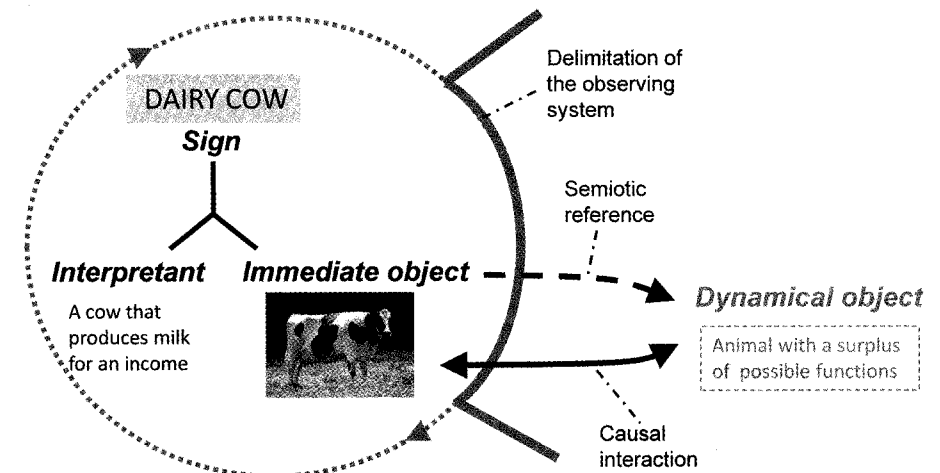 Delimitation of
the observing
system
DAIRY COW
Sign
Semiotic
reference
Interpretant
Immediate object
Dynamical object
A cow that
produces milk
for an income
Animal with a surplus
of possible functions
Causal
interaction